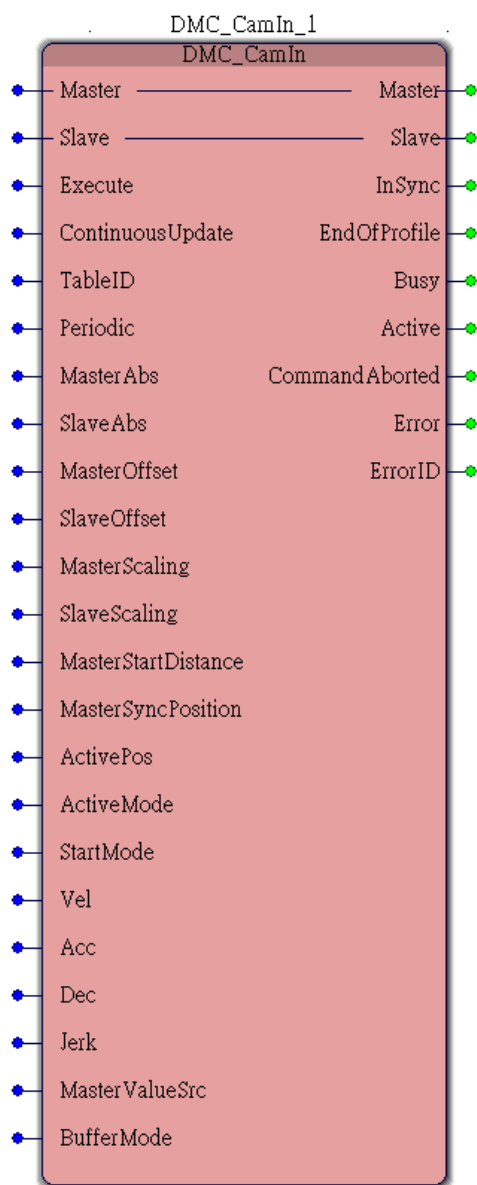 DMC_CamIn_1
DMC_CamIn
Master Master
Slave Slave
Execute InSync
ContinuousUpdate EndOfProfile
TableID Busy
Periodic Active
MasterAbs CommandAborted
SlaveAbs Error
MasterOffset ErrorID
SlaveOffset
MasterScaling
SlaveScaling
MasterStartDistance
MasterSyncPosition
ActivePos
ActiveMode
StartMode
Vel
Acc
Dec
Jerk
MasterValueSrc
BufferMode